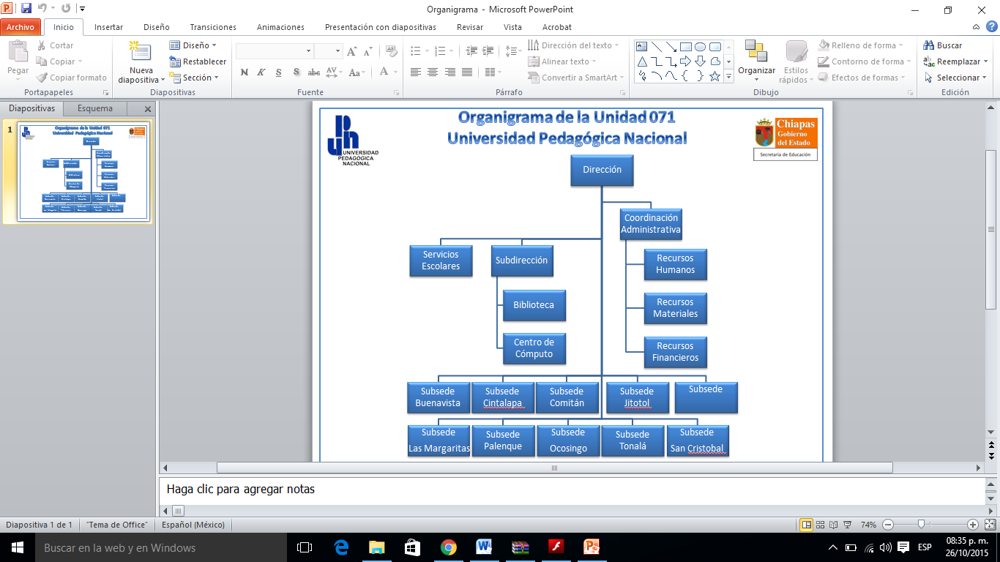 Organigrama - Microsoft PowerPoint
Archivo Inicio Insertar Diseño Transiciones Animaciones Presentación con diapositivas Revisar Vista Acrobat
Pegar
Cortar
Copiar
Copiar formato
Portapapeles
Nueva
diapositiva
Diseño
Restablecer
Sección
Diapositivas
N K S S abc AV Aa A
Fuente
Dirección del texto
Alinear texto
Convertir a SmartArt
Párrafo
Organizar
Estilos
rápidos
Relleno de forma
Contorno de forma
Efectos de formas
Dibujo
Buscar
Reemplazar
Seleccionar
Edición
Diapositivas Esquema
1
UNIVERSIDAD
PEDAGÓGICA
NACIONAL
Organigrama de la Unidad 071
Universidad Pedagógica Nacional
Chiapas
Gobierno
del Estado
Secretaría de Educación
Dirección
Coordinación
Administrativa
Servicios
Escolares
Subdirección
Recursos
Humanos
Biblioteca
Recursos
Materiales
Centro de
Cómputo
Recursos
Financieros
Subsede
Buenavista
Subsede
Cintalapa
Subsede
Comitán
Subsede
Jitotol
Subsede
Subsede
Las Margaritas
Subsede
Palenque
Subsede
Ocosingo
Subsede
Tonalá
Subsede
San Cristobal
Haga clic para agregar notas
Diapositiva 1 de 1 "Tema de Office" Español (México) 74%
Buscar en la web y en Windows
ESP
08:35 p. m.
26/10/2015